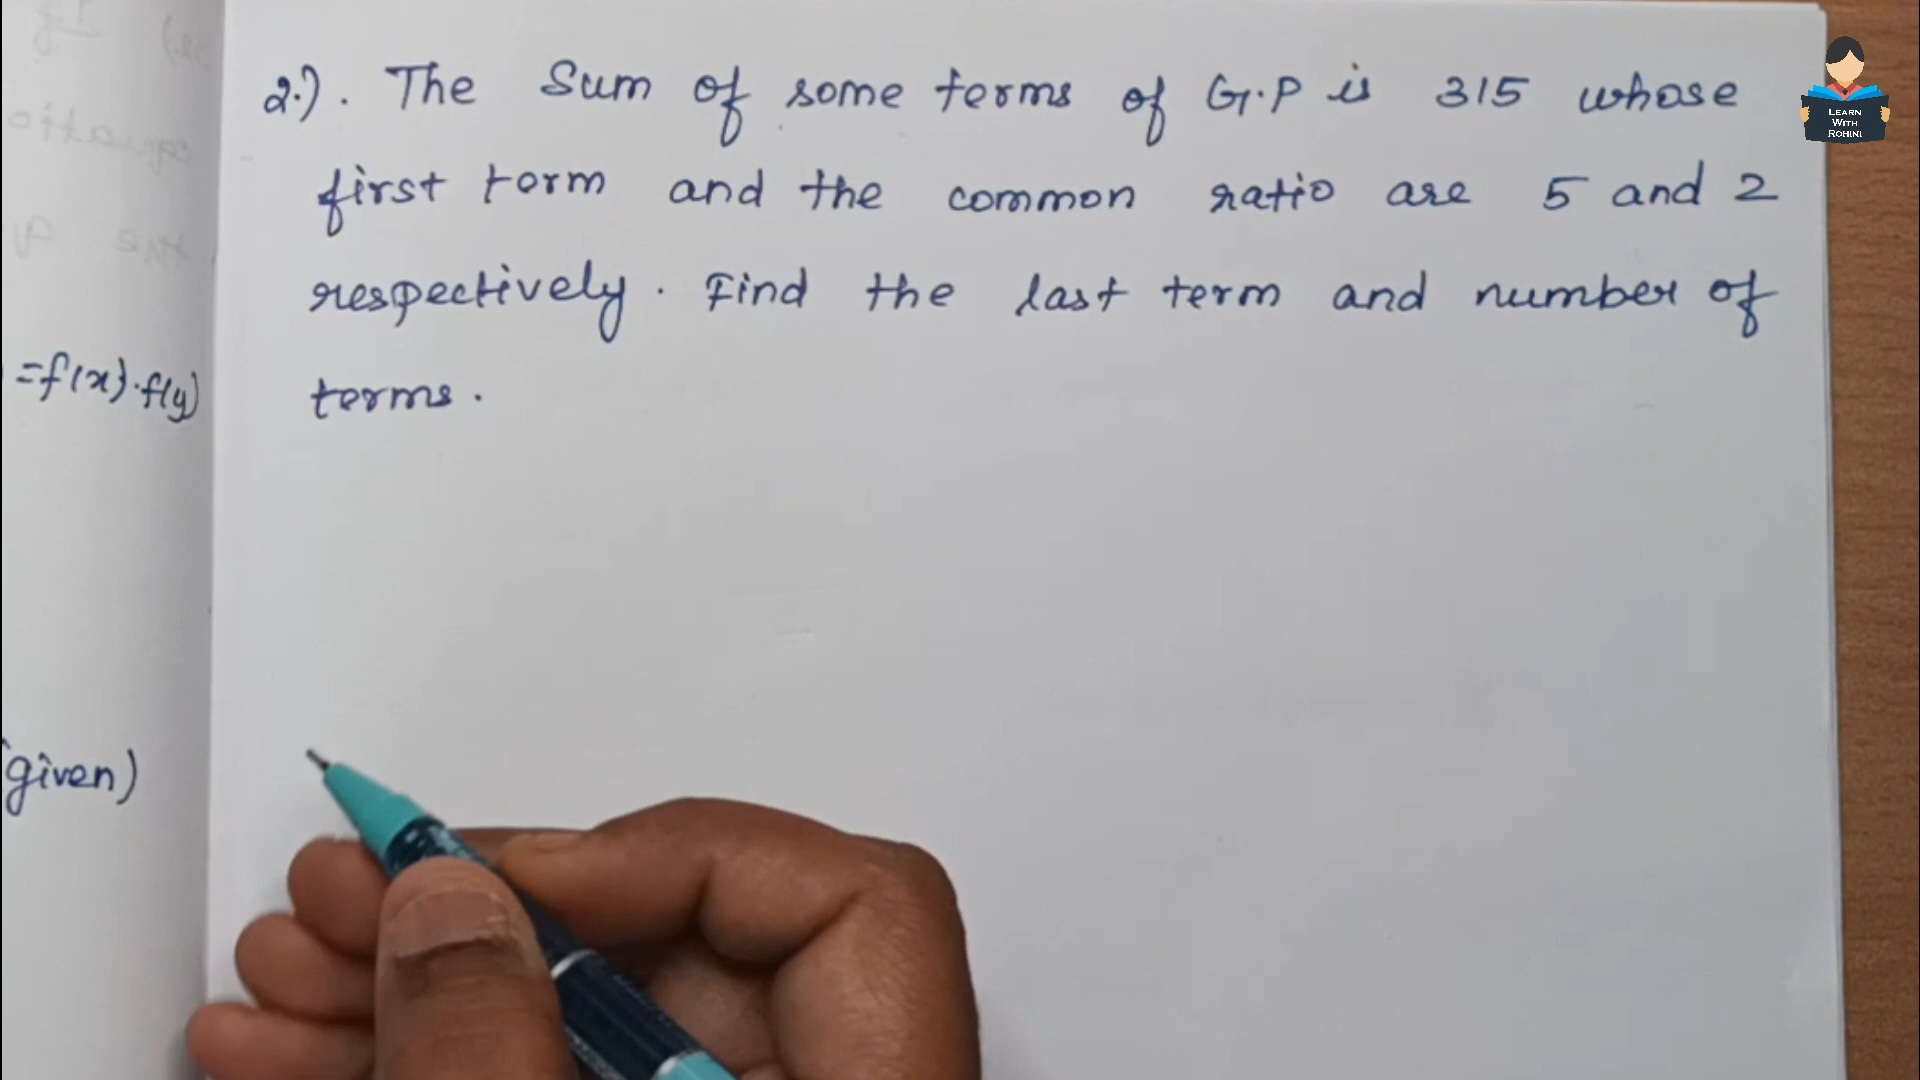 2.). The Sum of some terms of G.P is 315 whose
first term and the common ratio are 5 and 2
respectively. Find the last term and number of
terms.
=f(x).f(y)
given)
LEARN
WITH
ROHINI